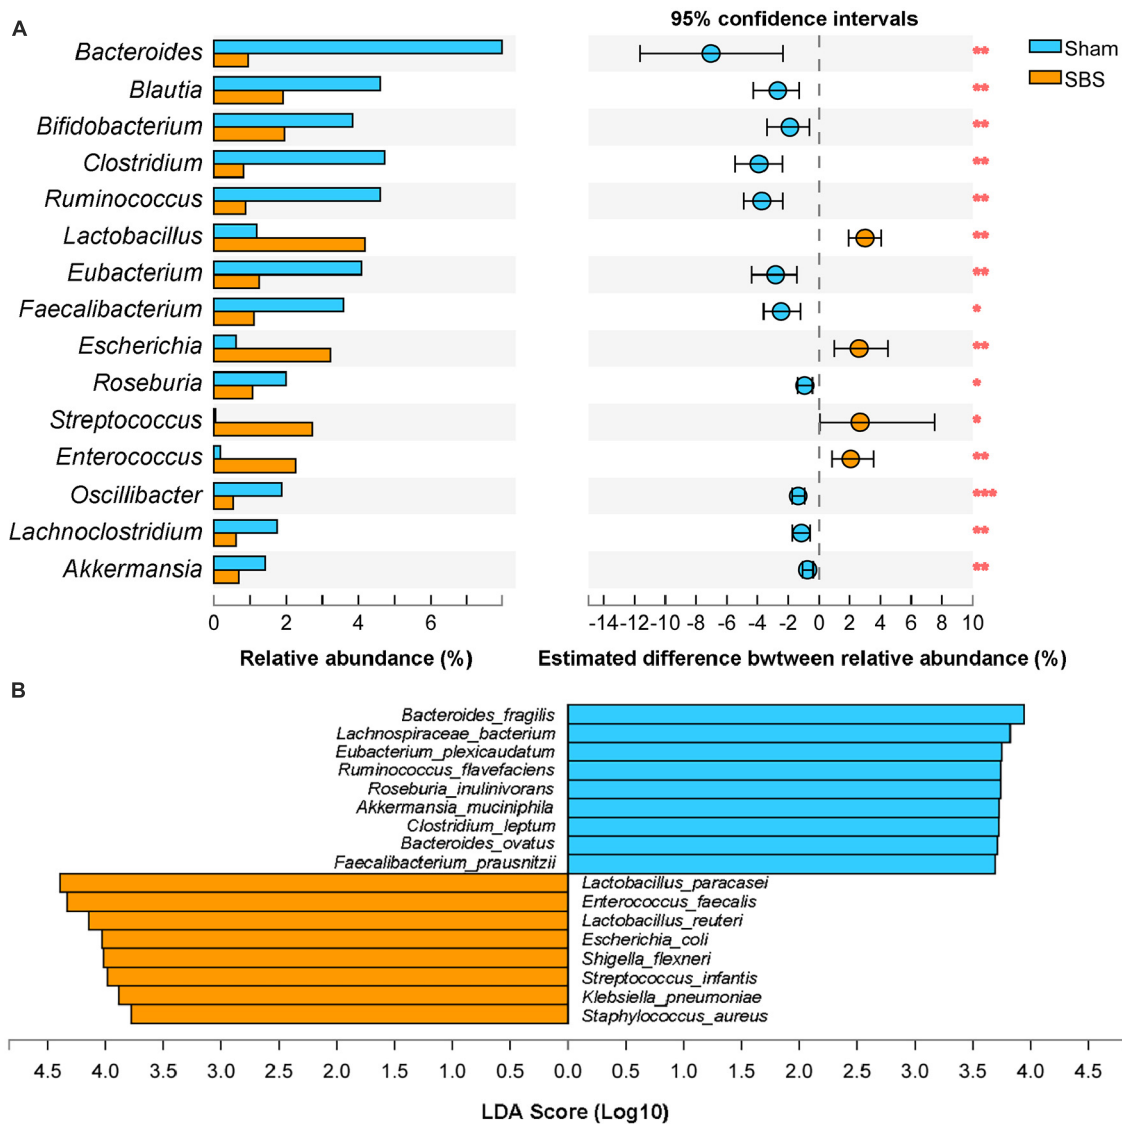 A
95% confidence intervals
Bacteroides
**
Sham
SBS
Blautia
**
Bifidobacterium
**
Clostridium
**
Ruminococcus
**
Lactobacillus
**
Eubacterium
**
Faecalibacterium
*
Escherichia
**
Roseburia
*
Streptococcus
*
Enterococcus
**
Oscillibacter
***
Lachnoclostridium
**
Akkermansia
**
0 2 4 6
-14 -12 -10 -8 -6 -4 -2 0 2 4 6 8 10
Relative abundance (%)
Estimated difference bwtween relative abundance (%)
B
Bacteroides_fragilis
Lachnospiraceae_bacterium
Eubacterium_plexicaudatum
Ruminococcus_flavefaciens
Roseburia_inulinivorans
Akkermansia_muciniphila
Clostridium_leptum
Bacteroides_ovatus
Faecalibacterium_prausnitzii
Lactobacillus_paracasei
Enterococcus_faecalis
Lactobacillus_reuteri
Escherichia_coli
Shigella_flexneri
Streptococcus_infantis
Klebsiella_pneumoniae
Staphylococcus_aureus
4.5 4.0 3.5 3.0 2.5 2.0 1.0 0.5 0.0 0.5 1.0 1.5 2.0 2.5 3.0 3.5 4.0 4.5
LDA Score (Log10)